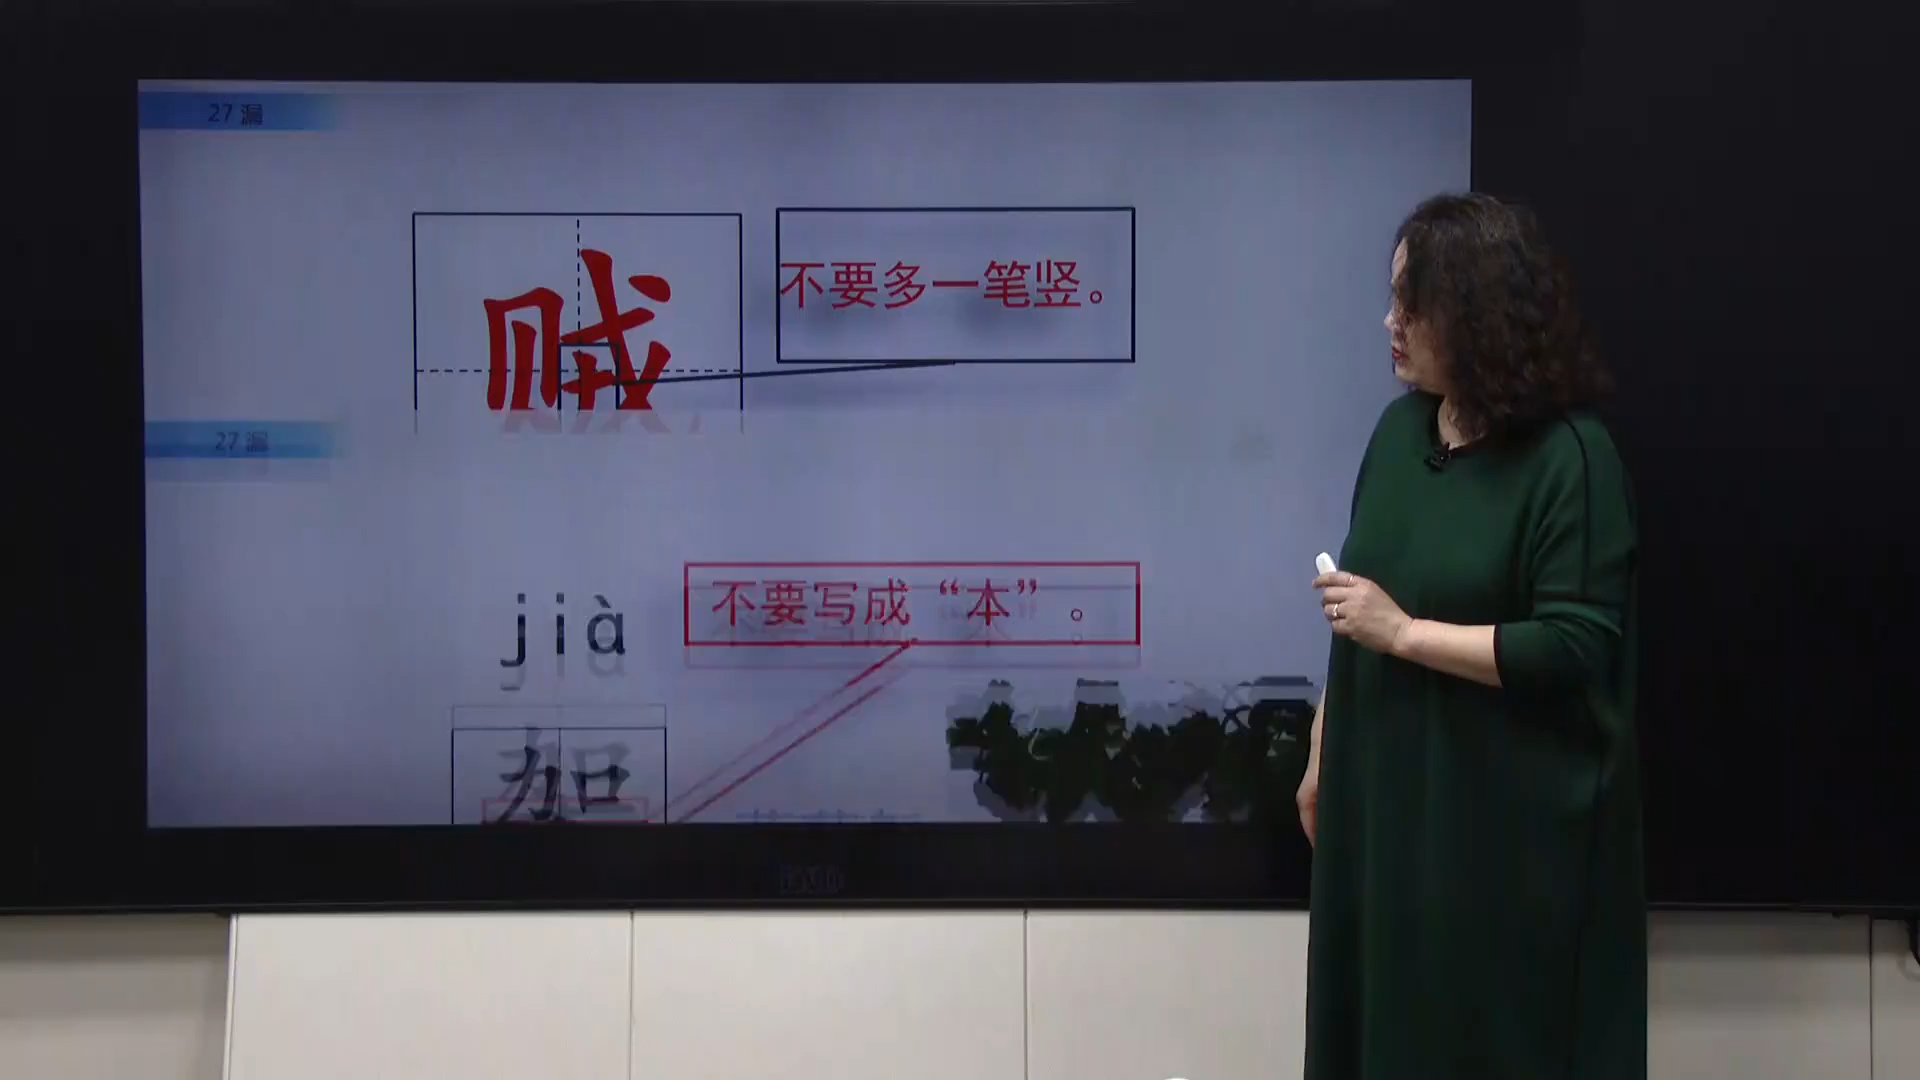 27 漏
贼
不要多一笔竖。
27 漏
jià
不要写成“本”。